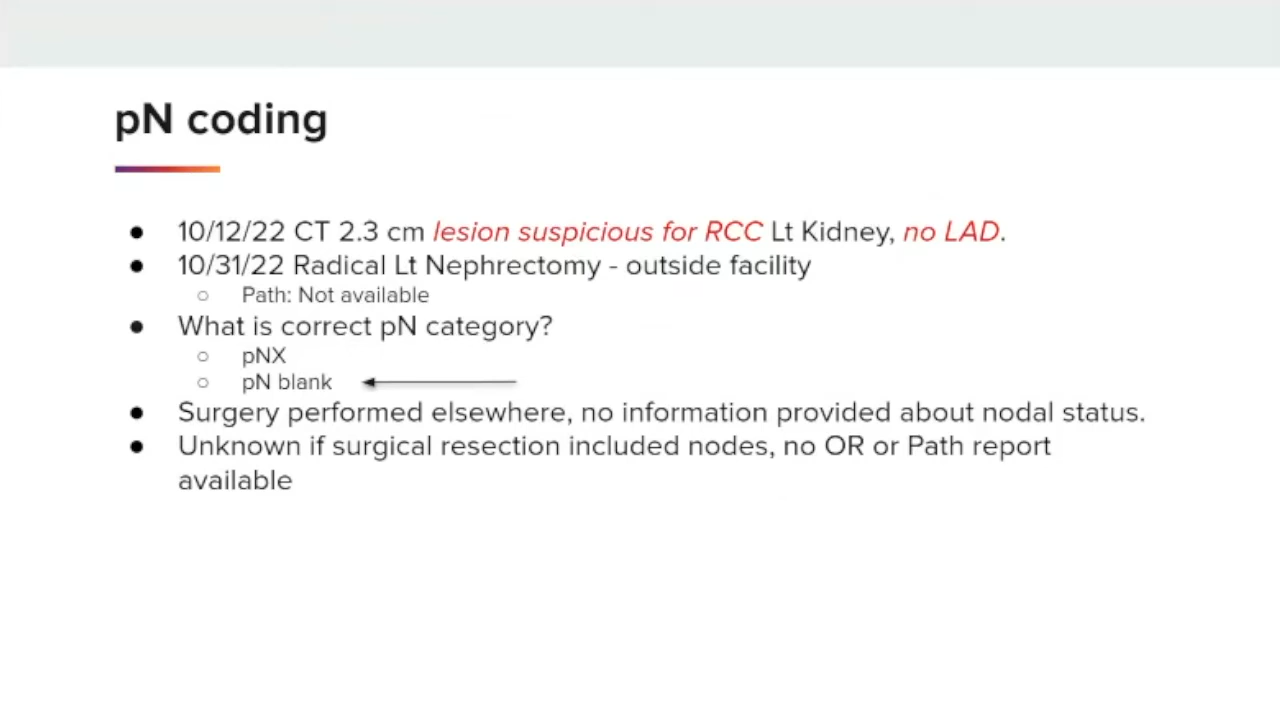 pN coding
● 10/12/22 CT 2.3 cm lesion suspicious for RCC Lt Kidney, no LAD.
● 10/31/22 Radical Lt Nephrectomy - outside facility
○ Path: Not available
● What is correct pN category?
○ pNX
○ pN blank
● Surgery performed elsewhere, no information provided about nodal status.
● Unknown if surgical resection included nodes, no OR or Path report
available